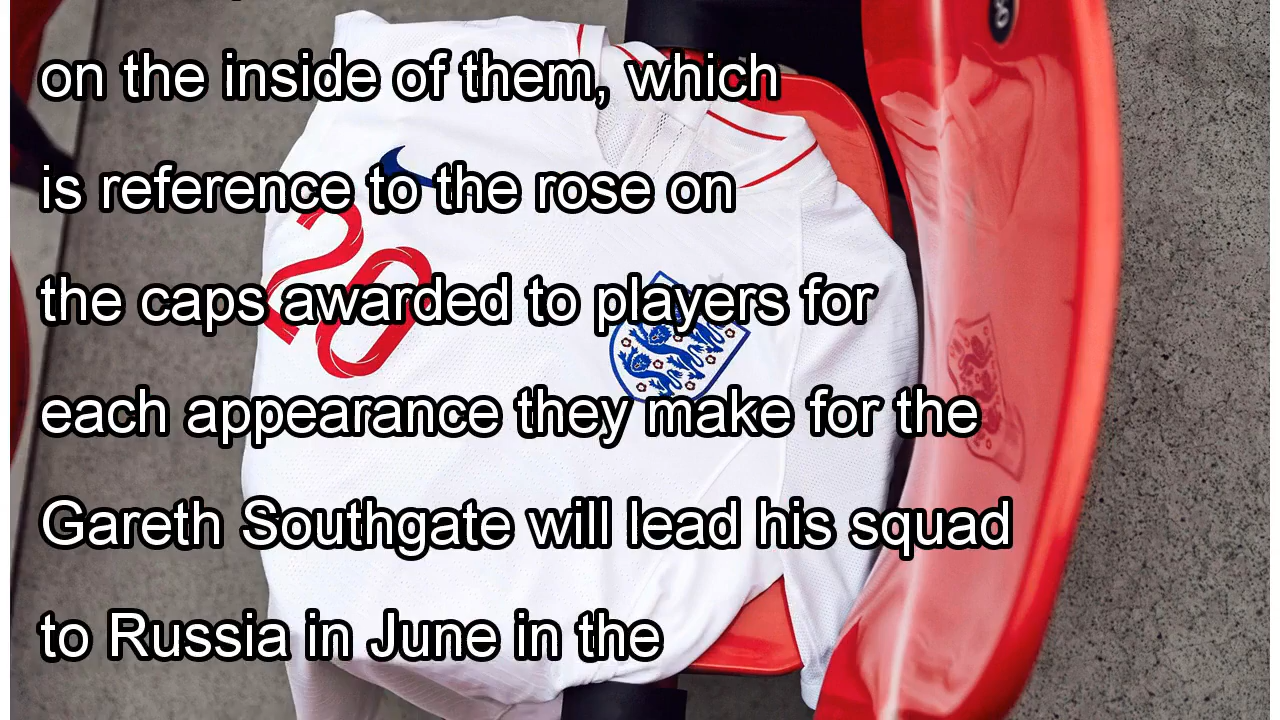 on the inside of them, which
is reference to the rose on
the caps awarded to players for
each appearance they make for the
Gareth Southgate will lead his squad
to Russia in June in the
20